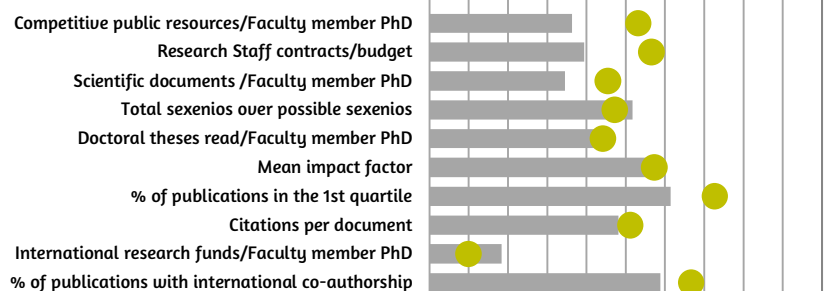 Competitive public resources/Faculty member PhD
Research Staff contracts/budget
Scientific documents /Faculty member PhD
Total sexenios over possible sexenios
Doctoral theses read/Faculty member PhD
Mean impact factor
% of publications in the 1st quartile
Citations per document
International research funds/Faculty member PhD
% of publications with international co-authorship